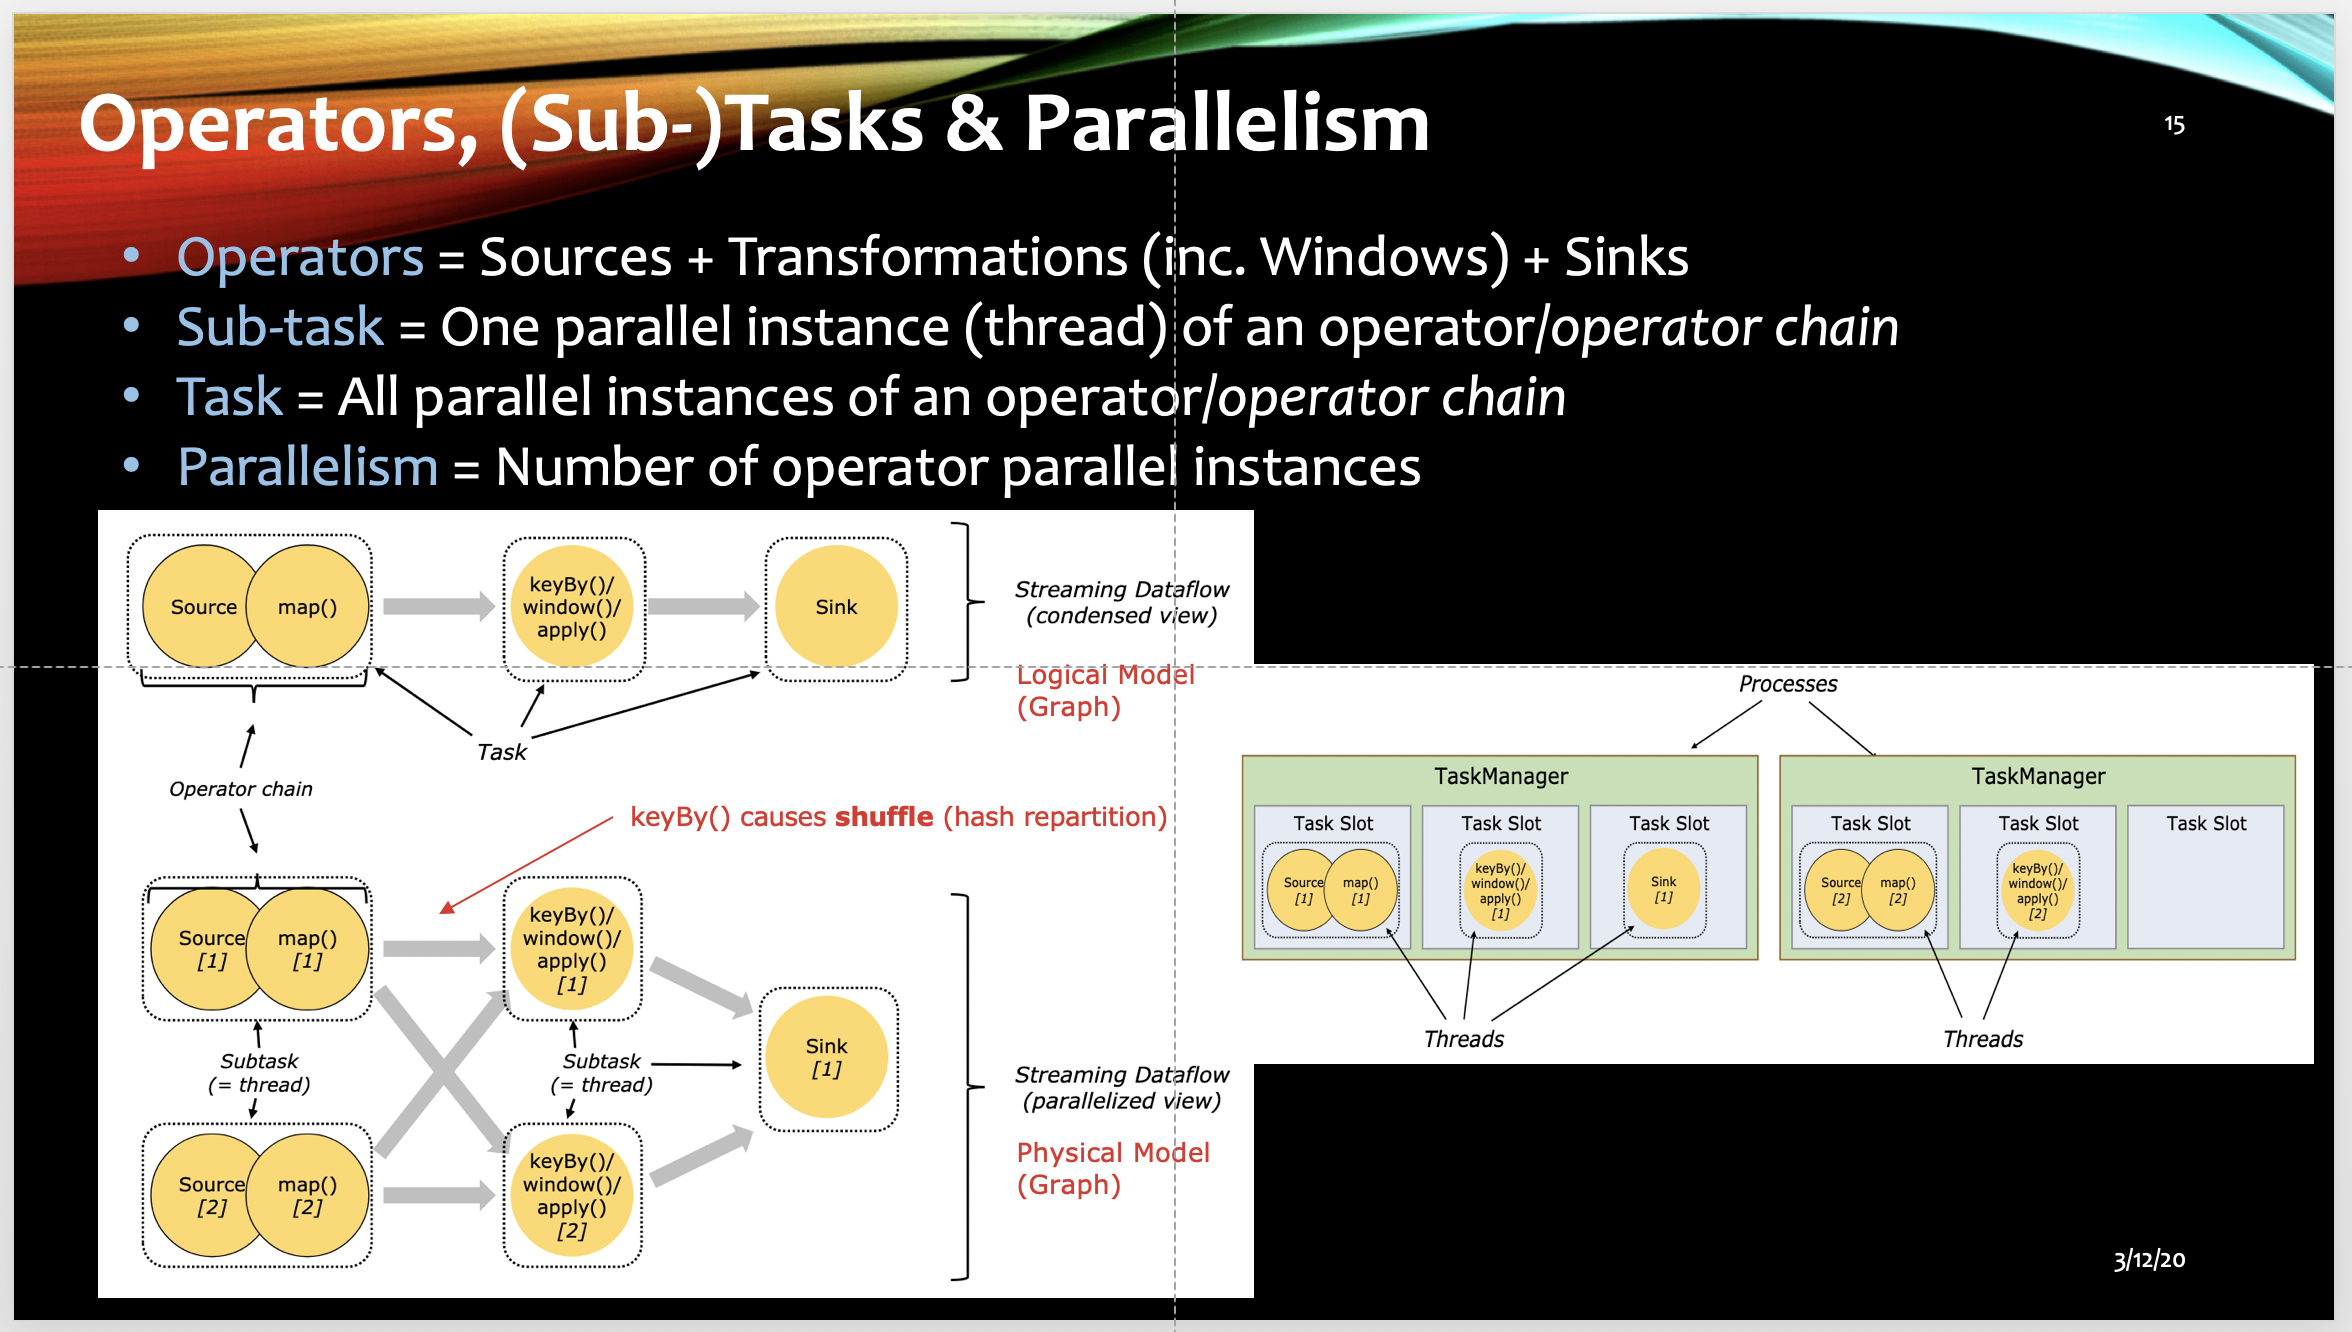 Operators, (Sub-)Tasks & Parallelism
15
• Operators = Sources + Transformations (inc. Windows) + Sinks
• Sub-task = One parallel instance (thread) of an operator/operator chain
• Task = All parallel instances of an operator/operator chain
• Parallelism = Number of operator parallel instances
Source
map()
keyBy()/
window()/
apply()
Sink
Streaming Dataflow
(condensed view)
Logical Model
(Graph)
Task
Operator chain
keyBy() causes shuffle (hash repartition)
Source
[1]
map()
[1]
keyBy()/
window()/
apply()
[1]
Subtask
(= thread)
Subtask
(= thread)
Sink
[1]
Source
[2]
map()
[2]
keyBy()/
window()/
apply()
[2]
Streaming Dataflow
(parallelized view)
Physical Model
(Graph)
Processes
TaskManager
Task Slot
Source
[1]
map()
[1]
Task Slot
keyBy()/
window()/
apply()
[1]
Task Slot
Sink
[1]
Threads
TaskManager
Task Slot
Source
[2]
map()
[2]
Task Slot
keyBy()/
window()/
apply()
[2]
Task Slot
Threads
3/12/20